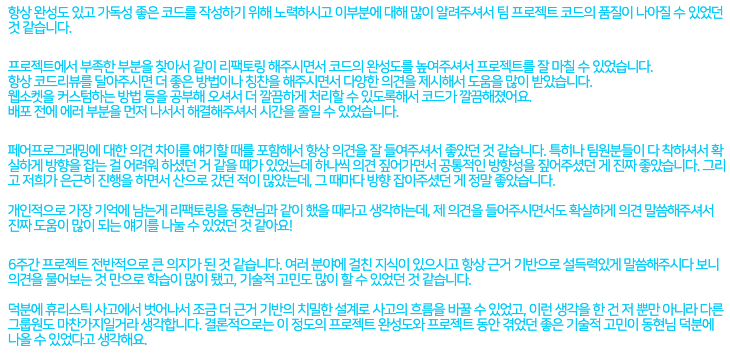 항상 완성도 있고 가독성 좋은 코드를 작성하기 위해 노력하시고 이부분에 대해 많이 알려주셔서 팀 프로젝트 코드의 품질이 나아질 수 있었던
것 같습니다.
프로젝트에서 부족한 부분을 찾아서 같이 리팩토링 해주시면서 코드의 완성도를 높여주셔서 프로젝트를 잘 마칠 수 있었습니다.
항상 코드리뷰를 달아주시면 더 좋은 방법이나 칭찬을 해주시면서 다양한 의견을 제시해서 도움을 많이 받았습니다.
웹소켓을 커스텀하는 방법 등을 공부해 오셔서 더 깔끔하게 처리할 수 있도록해서 코드가 깔끔해졌어요.
배포 전에 에러 부분을 먼저 나서서 해결해주셔서 시간을 줄일 수 있었습니다.
페어프로그래밍에 대한 의견 차이를 얘기할 때를 포함해서 항상 의견을 잘 들여주셔서 좋았던 것 같습니다. 특히나 팀원분들이 다 착하셔서 확
실하게 방향을 잡는 걸 어려워 하셨던 거 같을 때가 있었는데 하나씩 의견 짚어가면서 공통적인 방향성을 짚어주셨던 게 진짜 좋았습니다. 그리
고 저희가 은근히 진행을 하면서 산으로 갔던 적이 많았는데, 그 때마다 방향 잡아주셨던 게 정말 좋았습니다.
개인적으로 가장 기억에 남는게 리팩토링을 동현님과 같이 했을 때라고 생각하는데, 제 의견을 들어주시면서도 확실하게 의견 말씀해주셔서
진짜 도움이 많이 되는 얘기를 나눌 수 있었던 것 같아요!
6주간 프로젝트 전반적으로 큰 의지가 된 것 같습니다. 여러 분야에 걸친 지식이 있으시고 항상 근거 기반으로 설득력있게 말씀해주시다 보니
의견을 물어보는 것 만으로 학습이 많이 됐고, 기술적 고민도 많이 할 수 있었던 것 같습니다.
덕분에 휴리스틱 사고에서 벗어나서 조금 더 근거 기반의 치밀한 설계로 사고의 흐름을 바꿀 수 있었고, 이런 생각을 한 건 저 뿐만 아니라 다른
그룹원도 마찬가지일거라 생각합니다. 결론적으로는 이 정도의 프로젝트 완성도와 프로젝트 동안 겪었던 좋은 기술적 고민이 동현님 덕분에
나올 수 있었다고 생각해요.